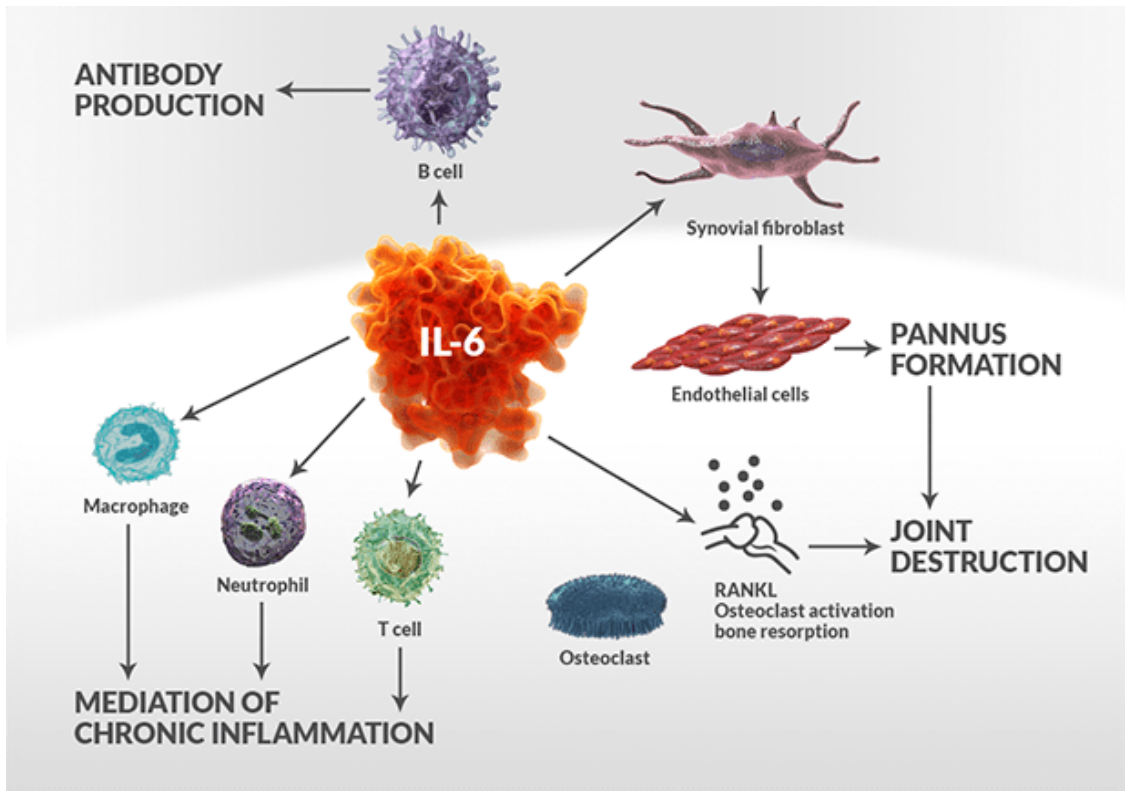 ANTIBODY
PRODUCTION
B cell
Synovial fibroblast
IL-6
Endothelial cells
PANNUS
FORMATION
Macrophage
Neutrophil
T cell
Osteoclast
RANKL
Osteoclast activation
bone resorption
JOINT
DESTRUCTION
MEDIATION OF
CHRONIC INFLAMMATION